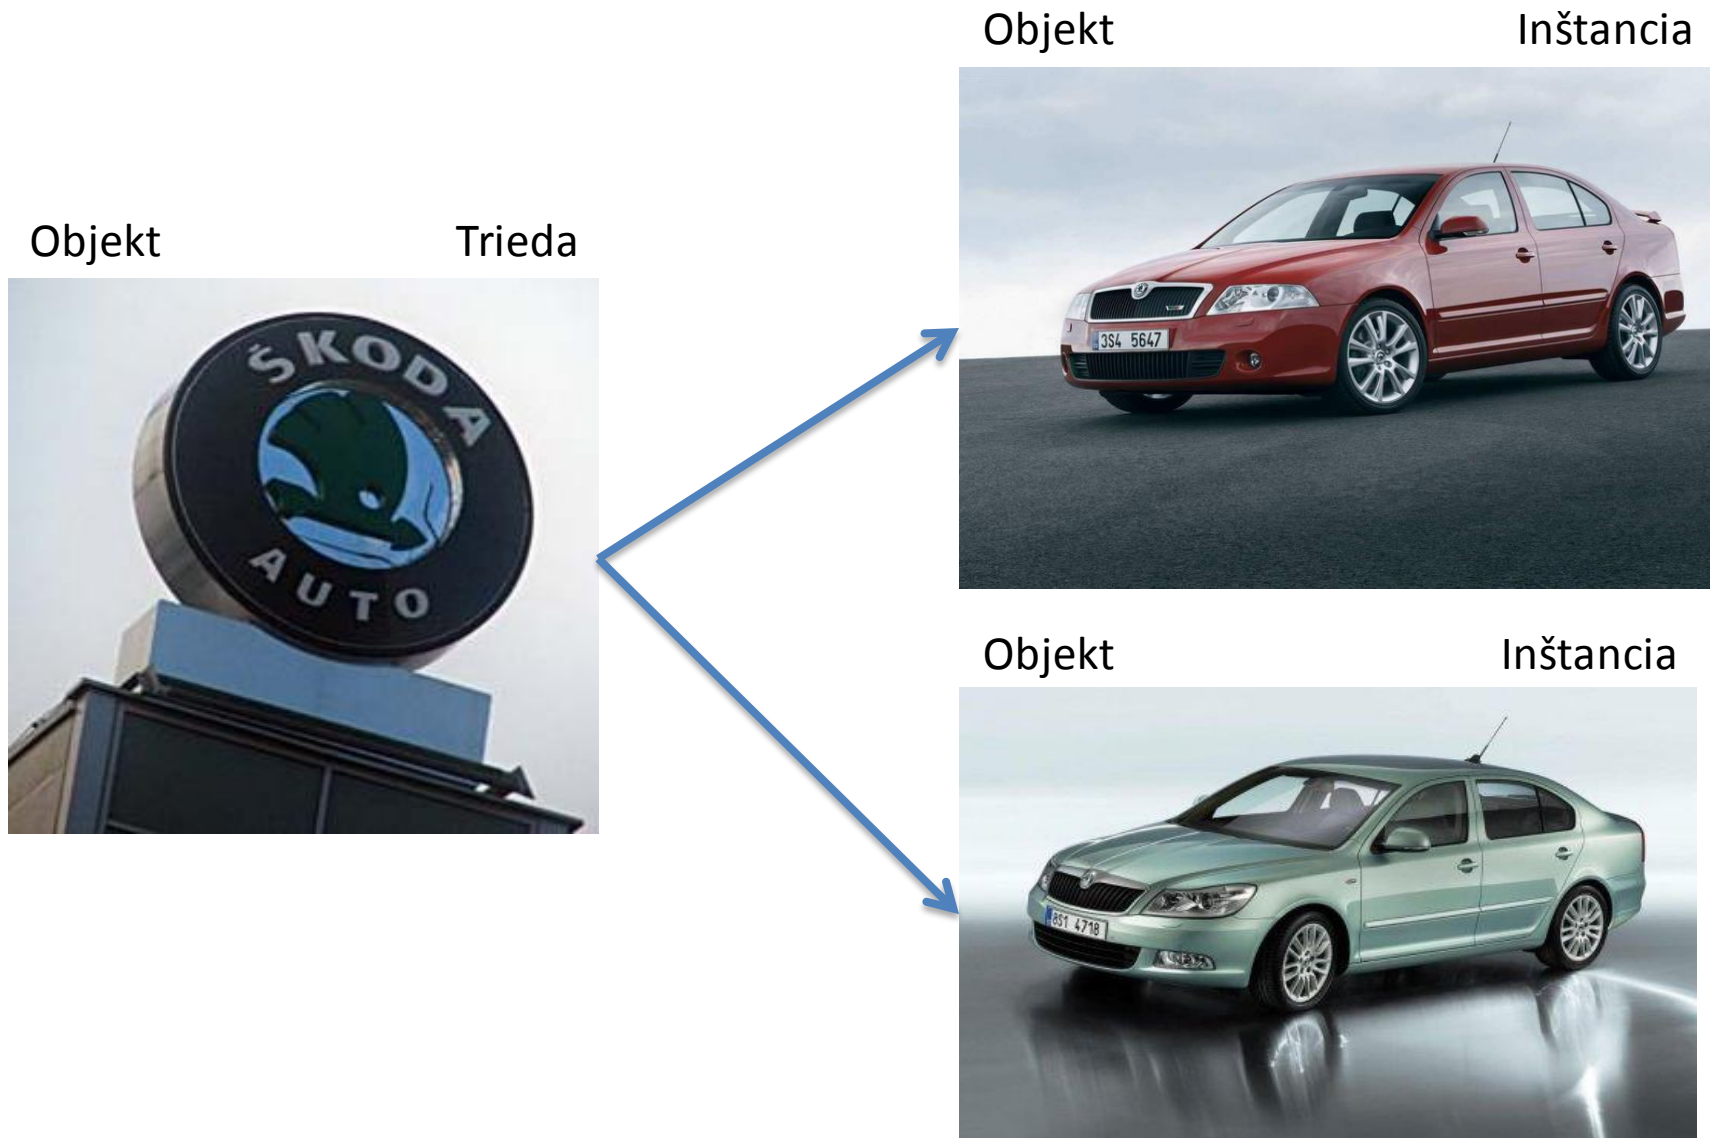 Objekt Inštancia
Objekt Trieda
ŠKODA
AUTO
3S4 5647
Objekt Inštancia
8S1 4718